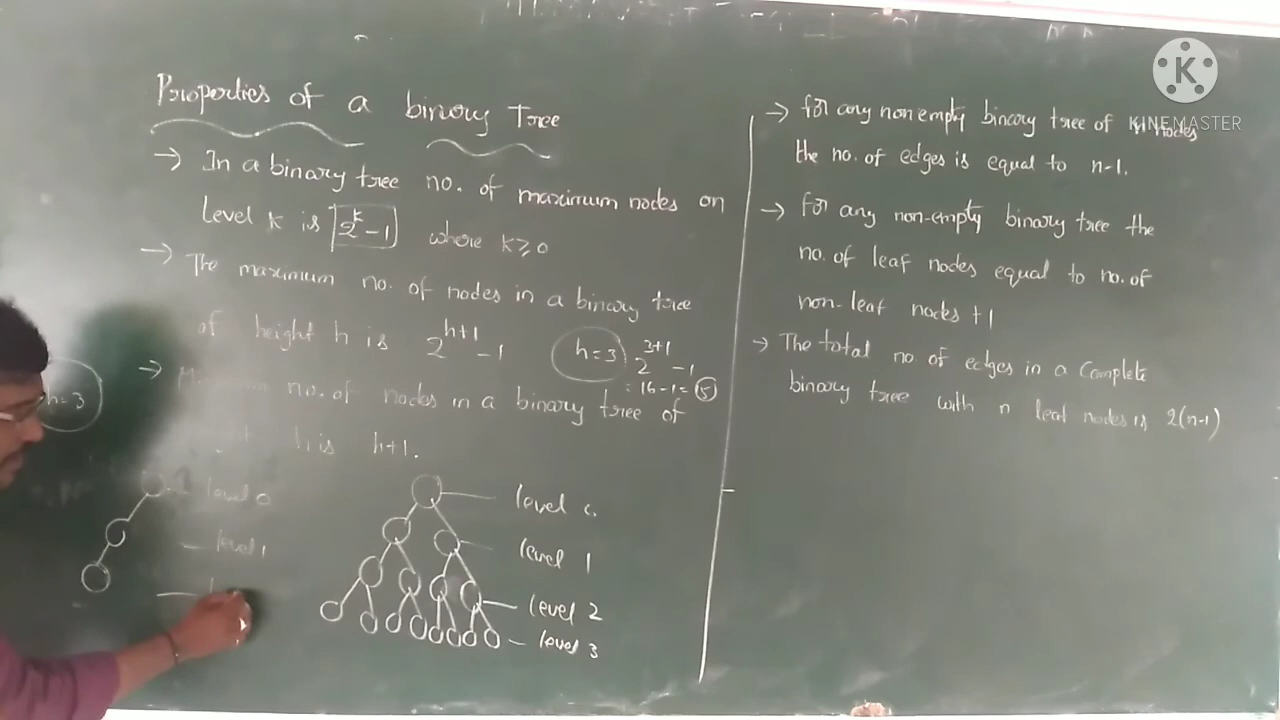 Properties of a binary Tree
→ In a binary tree no. of maximum nodes on
Level k is 2^k - 1 where k ≥ 0
→ The maximum no. of nodes in a binary tree
of height h is 2^(h+1) - 1
h = 3
2^(3+1) - 1
= 16 - 1 = 15
→ no. of nodes in a binary tree of
h is h+1.
h = 3
level 0
level 1
level 0
level 1
level 2
level 3
→ for any non empty binary tree of n nodes
the no. of edges is equal to n-1.
→ for any non-empty binary tree the
no. of leaf nodes equal to no. of
non-leaf nodes +1
→ The total no. of edges in a Complete
binary tree with n leaf nodes is 2(n-1)
K
KINEMASTER